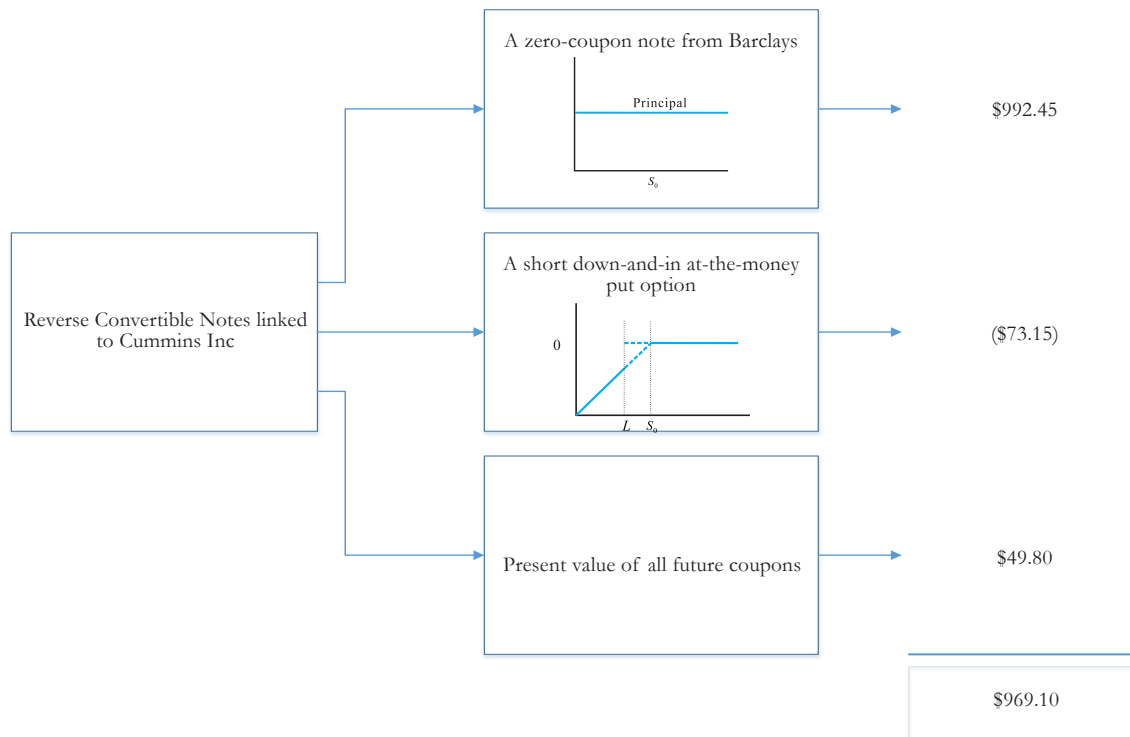 A zero-coupon note from Barclays
Principal
S₀
$992.45
Reverse Convertible Notes linked
to Cummins Inc
A short down-and-in at-the-money
put option
0
L S₀
($73.15)
Present value of all future coupons
$49.80
$969.10